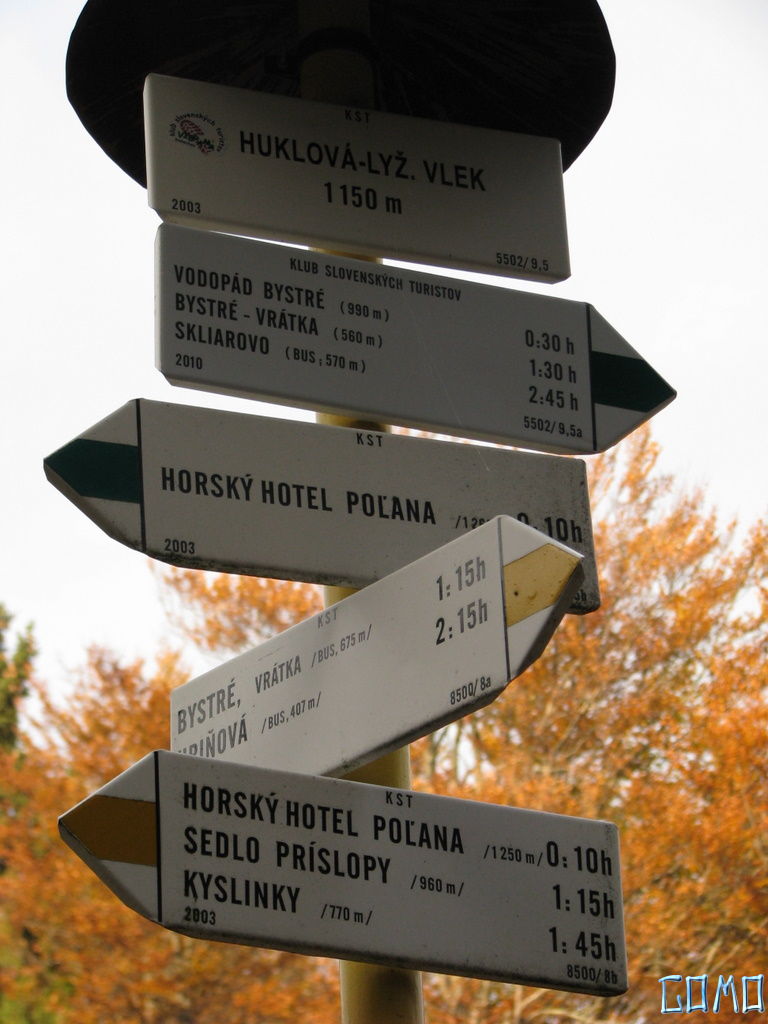 KST
klub slovenských turistov
HUKLOVÁ-LYŽ. VLEK
1150 m
2003 5502/9,5
KLUB SLOVENSKÝCH TURISTOV
VODOPÁD BYSTRÉ (990 m) 0:30 h
BYSTRÉ - VRÁTKA (560 m) 1:30 h
SKLIAROVO (BUS ; 570 m) 2:45 h
2010 5502/9,5a
KST
HORSKÝ HOTEL POĽANA 0:10h
2003
KST
BYSTRÉ, VRÁTKA /BUS, 675 m/ 1:15h
/BUS, 407 m/ 2:15h
8500/8a
KST
HORSKÝ HOTEL POĽANA /1250 m/ 0:10h
SEDLO PRÍSLOPY /960 m/ 1:15h
KYSLINKY /770 m/ 1:45h
2003 8500/8b
GOMO